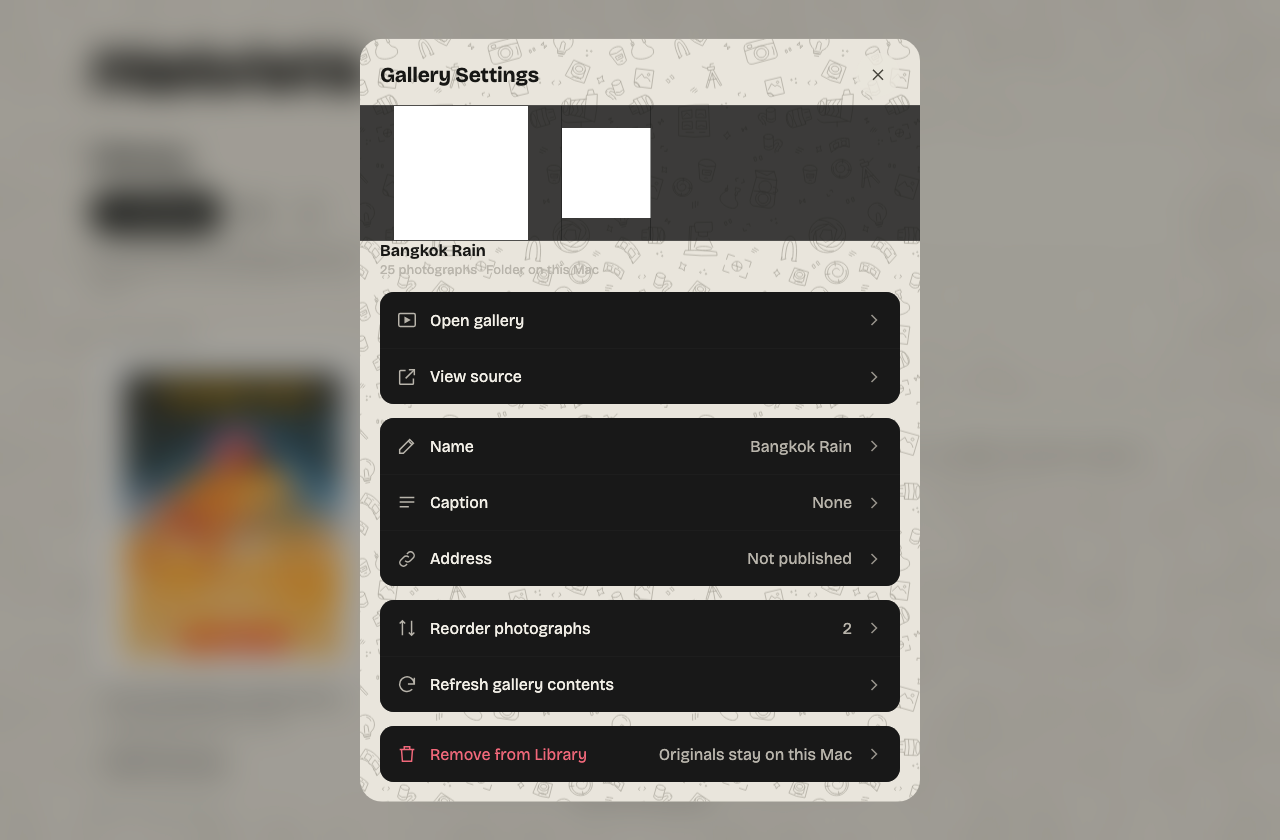 Gallery Settings
Bangkok Rain
25 photographs · Folder on this Mac
Open gallery
View source
Name Bangkok Rain
Caption None
Address Not published
Reorder photographs 2
Refresh gallery contents
Remove from Library Originals stay on this Mac